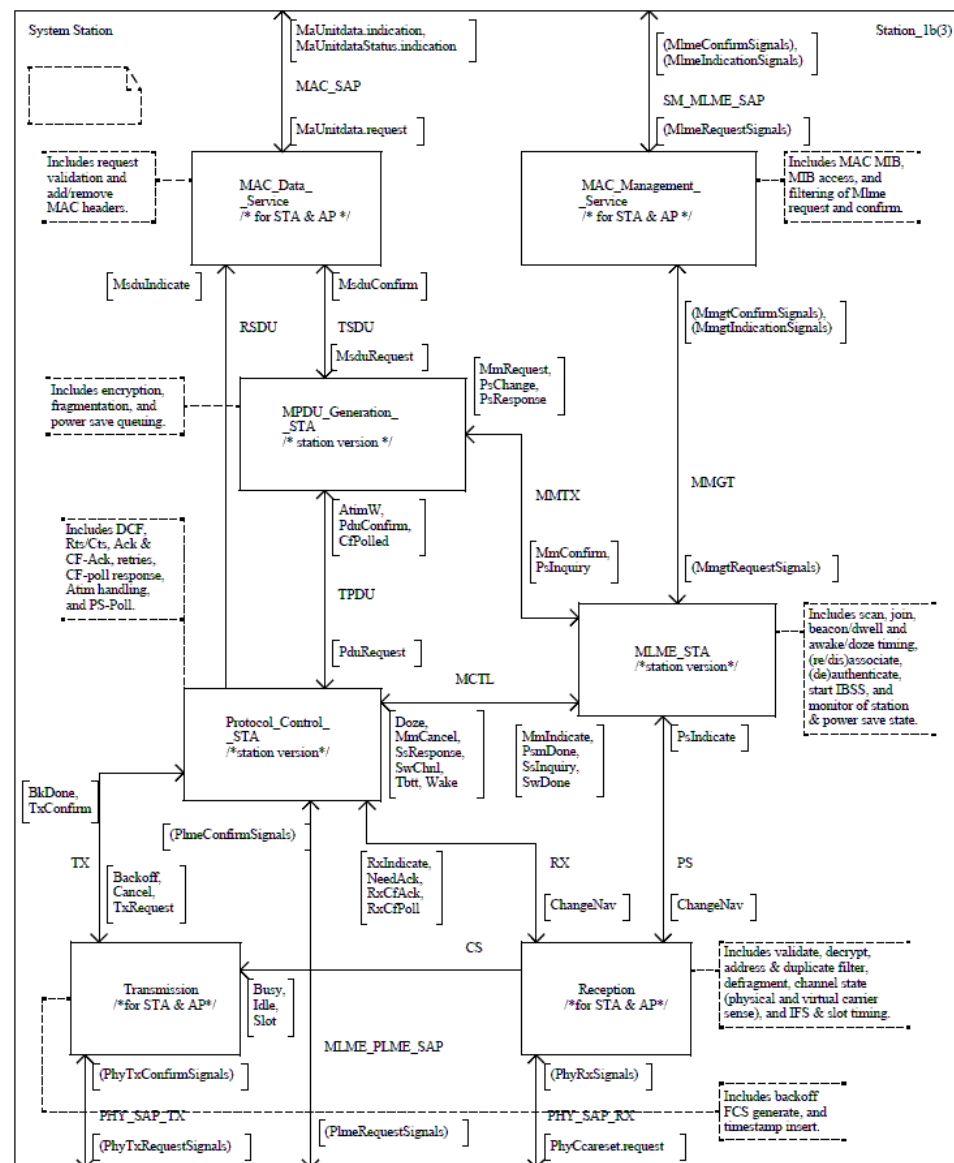 System Station
Station_1b(3)
MaUnitdata.indication,
MaUnitdataStatus.indication
(MlmeConfirmSignals),
(MlmeIndicationSignals)
MAC_SAP
SM_MLME_SAP
MaUnitdata.request
(MlmeRequestSignals)
Includes request
validation and
add/remove
MAC headers.
MAC_Data_
_Service
/* for STA & AP */
MAC_Management_
_Service
/* for STA & AP */
Includes MAC MIB,
MIB access, and
filtering of Mlme
request and confirm.
MsduIndicate
MsduConfirm
RSDU
TSDU
(MmgtConfirmSignals),
(MmgtIndicationSignals)
MsduRequest
MmRequest,
PsChange,
PsResponse
Includes encryption,
fragmentation, and
power save queuing.
MPDU_Generation_
_STA
/* station version */
MMTX
MMGT
AtimW,
PduConfirm,
CfPolled
Includes DCF,
Rts/Cts, Ack &
CF-Ack, retries,
CF-poll response,
Atim handling,
and PS-Poll.
MmConfirm,
PsInquiry
(MmgtRequestSignals)
TPDU
PduRequest
MLME_STA
/*station version*/
Includes scan, join,
beacon/dwell and
awake/doze timing,
(re/dis)associate,
(de)authenticate,
start IBSS, and
monitor of station
& power save state.
MCTL
Protocol_Control_
_STA
/*station version*/
Doze,
MmCancel,
SsResponse,
SwChnl,
Tbtt, Wake
MmIndicate,
PsmDone,
SsInquiry,
SwDone
PsIndicate
BkDone,
TxConfirm
(PlmeConfirmSignals)
TX
RxIndicate,
NeedAck,
RxCfAck,
RxCfPoll
RX
PS
Backoff,
Cancel,
TxRequest
ChangeNav
ChangeNav
CS
Transmission
/*for STA & AP*/
Busy,
Idle,
Slot
Reception
/*for STA & AP*/
Includes validate, decrypt,
address & duplicate filter,
defragment, channel state
(physical and virtual carrier
sense), and IFS & slot timing.
MLME_PLME_SAP
(PhyTxConfirmSignals)
(PhyRxSignals)
PHY_SAP_TX
PHY_SAP_RX
Includes backoff
FCS generate, and
timestamp insert.
(PhyTxRequestSignals)
(PlmeRequestSignals)
PhyCcareset.request